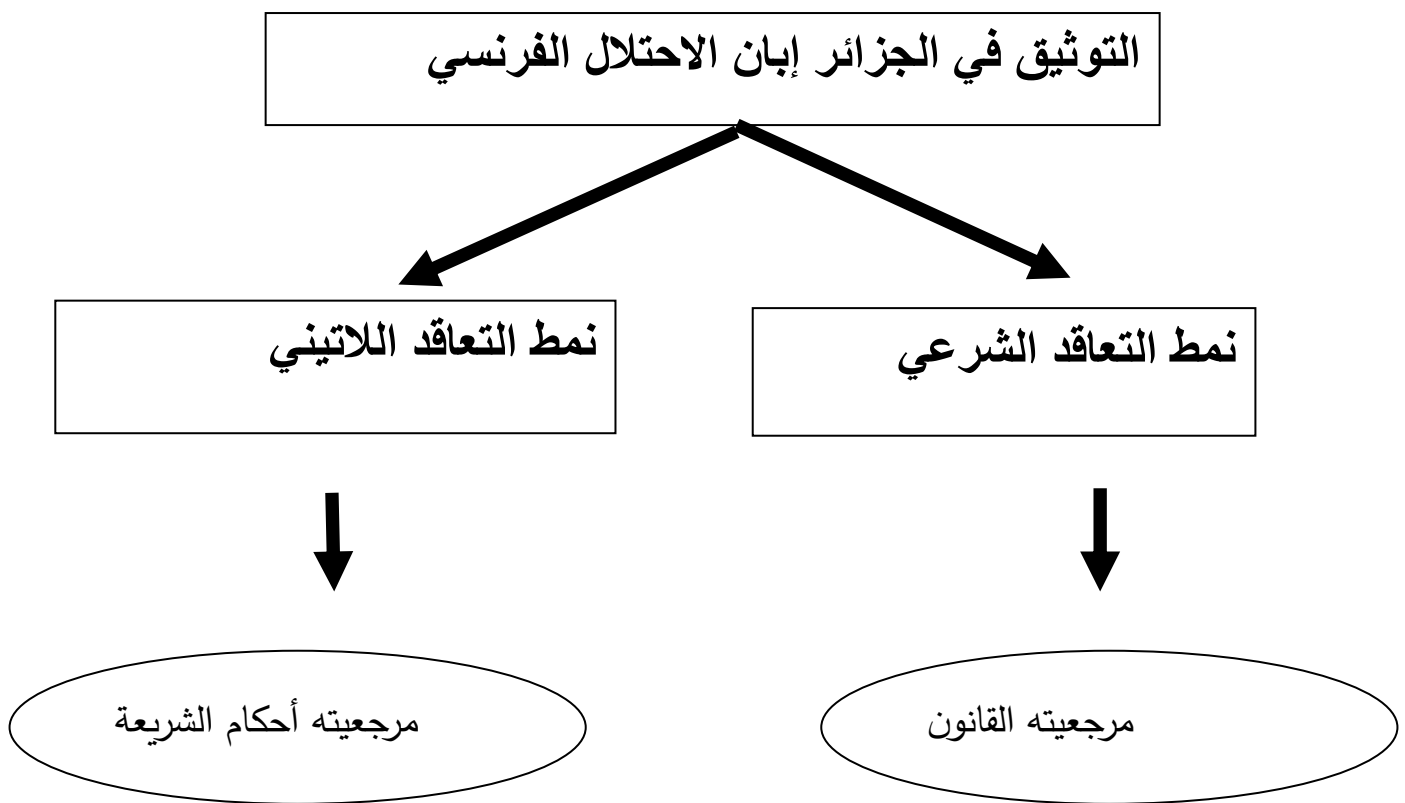 التوثيق في الجزائر إبان الاحتلال الفرنسي
نمط التعاقد الشرعي
نمط التعاقد اللاتيني
مرجعيته القانون
مرجعيته أحكام الشريعة